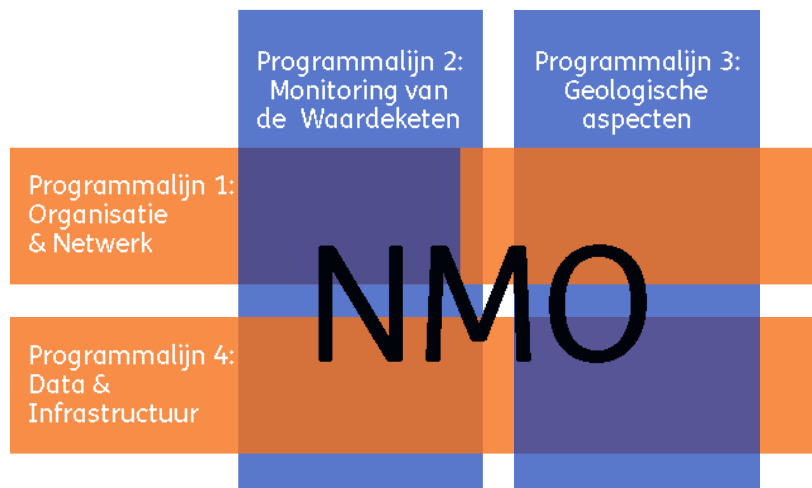 Programmalijn 2:
Monitoring van
de Waardeketen
Programmalijn 3:
Geologische
aspecten
Programmalijn 1:
Organisatie
& Netwerk
NMO
Programmalijn 4:
Data &
Infrastructuur